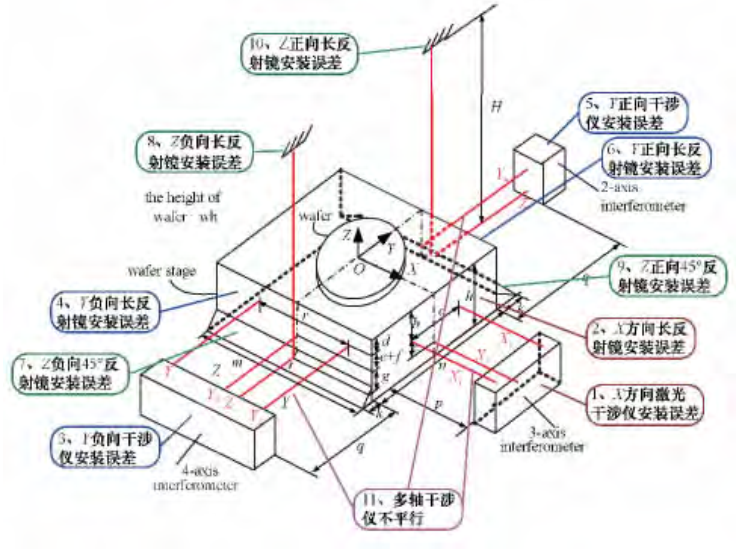 10、Z正向长反
射镜安装误差
H
5、Y正向干涉
仪安装误差
8、Z负向长反
射镜安装误差
6、Y正向长反
射镜安装误差
2-axis
interferometer
the height of
wafer wh
wafer
Z
Y
X
O
wafer stage
9、Z正向45°反
射镜安装误差
4、Y负向长反
射镜安装误差
h
r
d
e+f
g
m
n
p
q
2、X方向长反
射镜安装误差
7、Z负向45°反
射镜安装误差
1、X方向激光
干涉仪安装误差
3-axis
interferometer
3、Y负向干涉
仪安装误差
4-axis
interferometer
11、多轴干涉
仪不平行